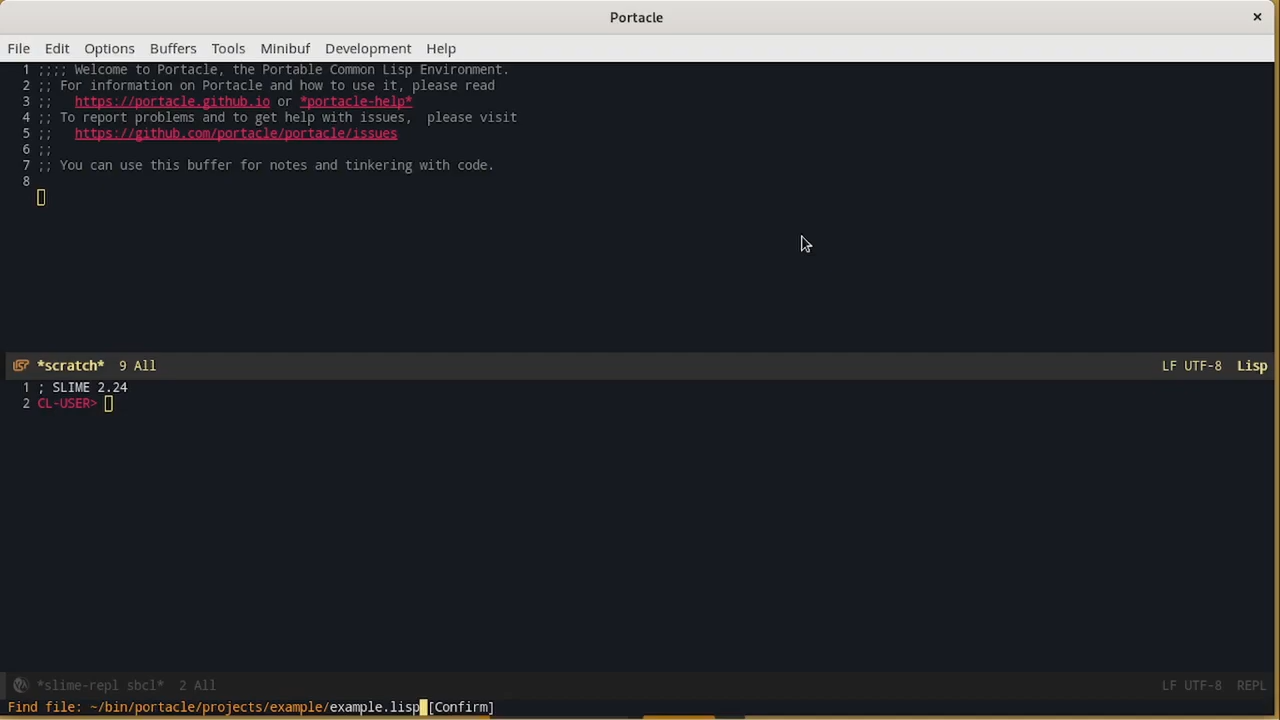 Portacle ×
File Edit Options Buffers Tools Minibuf Development Help
1 ;;;; Welcome to Portacle, the Portable Common Lisp Environment.
2 ;; For information on Portacle and how to use it, please read
3 ;;   https://portacle.github.io or *portacle-help*
4 ;; To report problems and to get help with issues,  please visit
5 ;;   https://github.com/portacle/portacle/issues
6 ;;
7 ;; You can use this buffer for notes and tinkering with code.
8
*scratch*  9 All LF UTF-8  Lisp
1 ; SLIME 2.24
2 CL-USER>
*slime-repl sbcl*  2 All LF UTF-8  REPL
Find file: ~/bin/portacle/projects/example/example.lisp [Confirm]